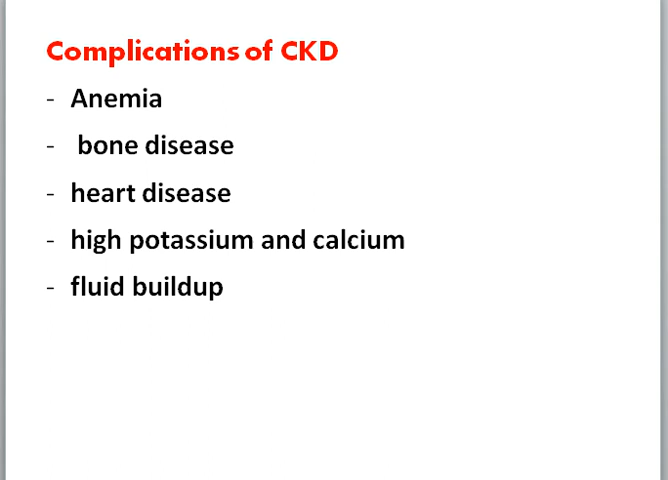 Complications of CKD
- Anemia
- bone disease
- heart disease
- high potassium and calcium
- fluid buildup